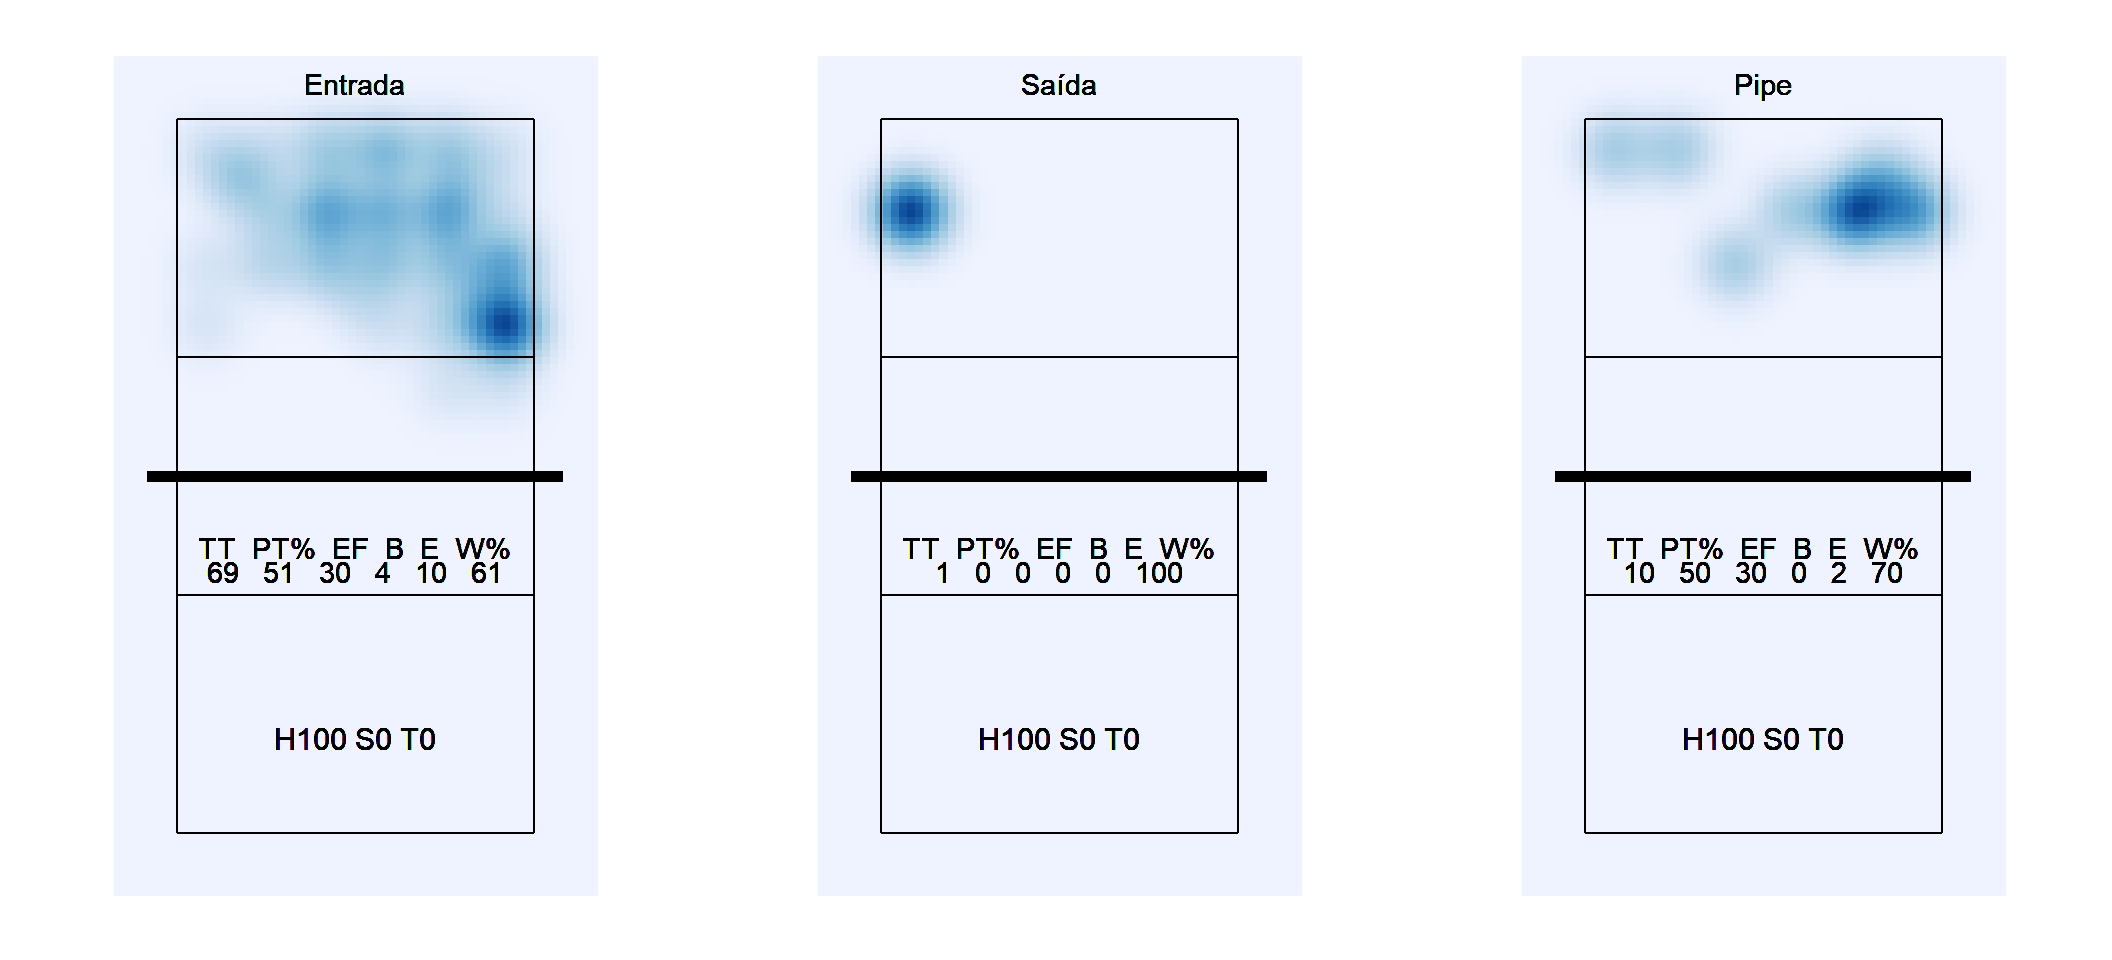 Entrada
TT PT% EF B E W%
69 51 30 4 10 61
H100 S0 T0
Saída
TT PT% EF B E W%
1 0 0 0 0 100
H100 S0 T0
Pipe
TT PT% EF B E W%
10 50 30 0 2 70
H100 S0 T0